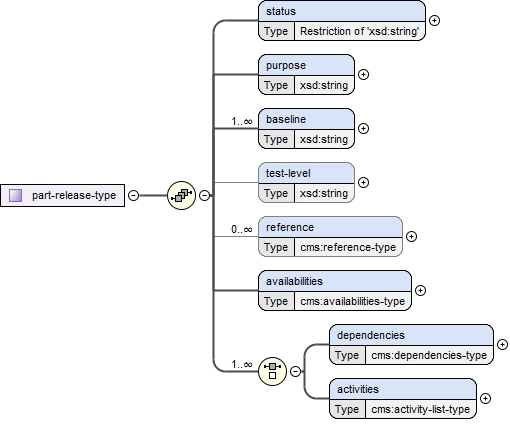 status
Type Restriction of 'xsd:string'
purpose
Type xsd:string
1..∞ baseline
Type xsd:string
part-release-type
test-level
Type xsd:string
0..∞ reference
Type cms:reference-type
availabilities
Type cms:availabilities-type
dependencies
Type cms:dependencies-type
1..∞
activities
Type cms:activity-list-type